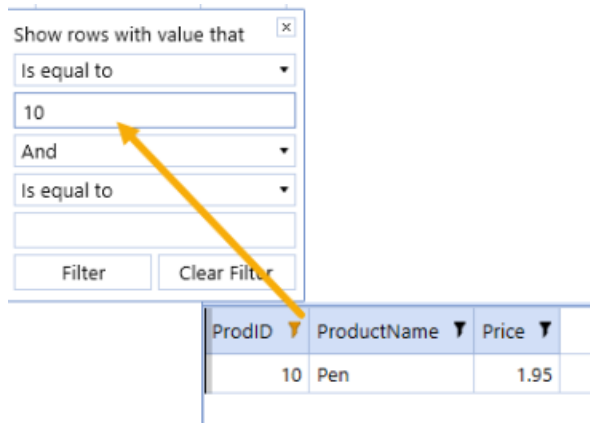 Show rows with value that
Is equal to
10
And
Is equal to
Filter Clear Filter
ProdID ProductName Price
10 Pen 1.95